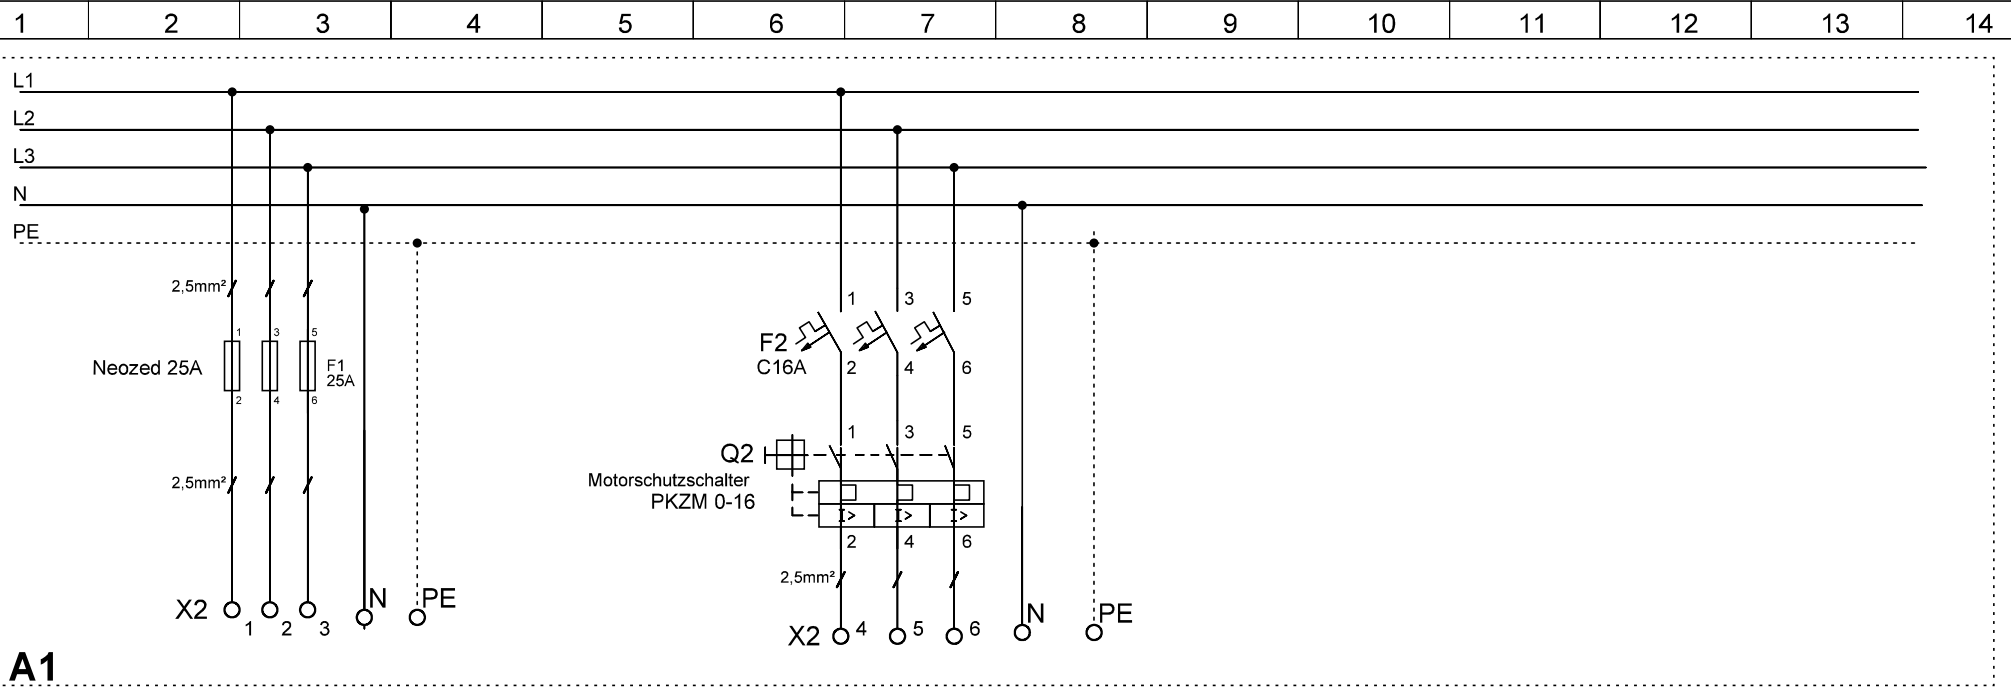 1 2 3 4 5 6 7 8 9 10 11 12 13 14
L1
L2
L3
N
PE
2,5mm²
1 3 5
1 3 5
Neozed 25A
F1
25A
2 4 6
F2
C16A
2 4 6
1 3 5
Q2
Motorschutzschalter
PKZM 0-16
I> I> I>
2 4 6
2,5mm²
2,5mm²
X2 1 2 3 N PE
X2 4 5 6 N PE
A1